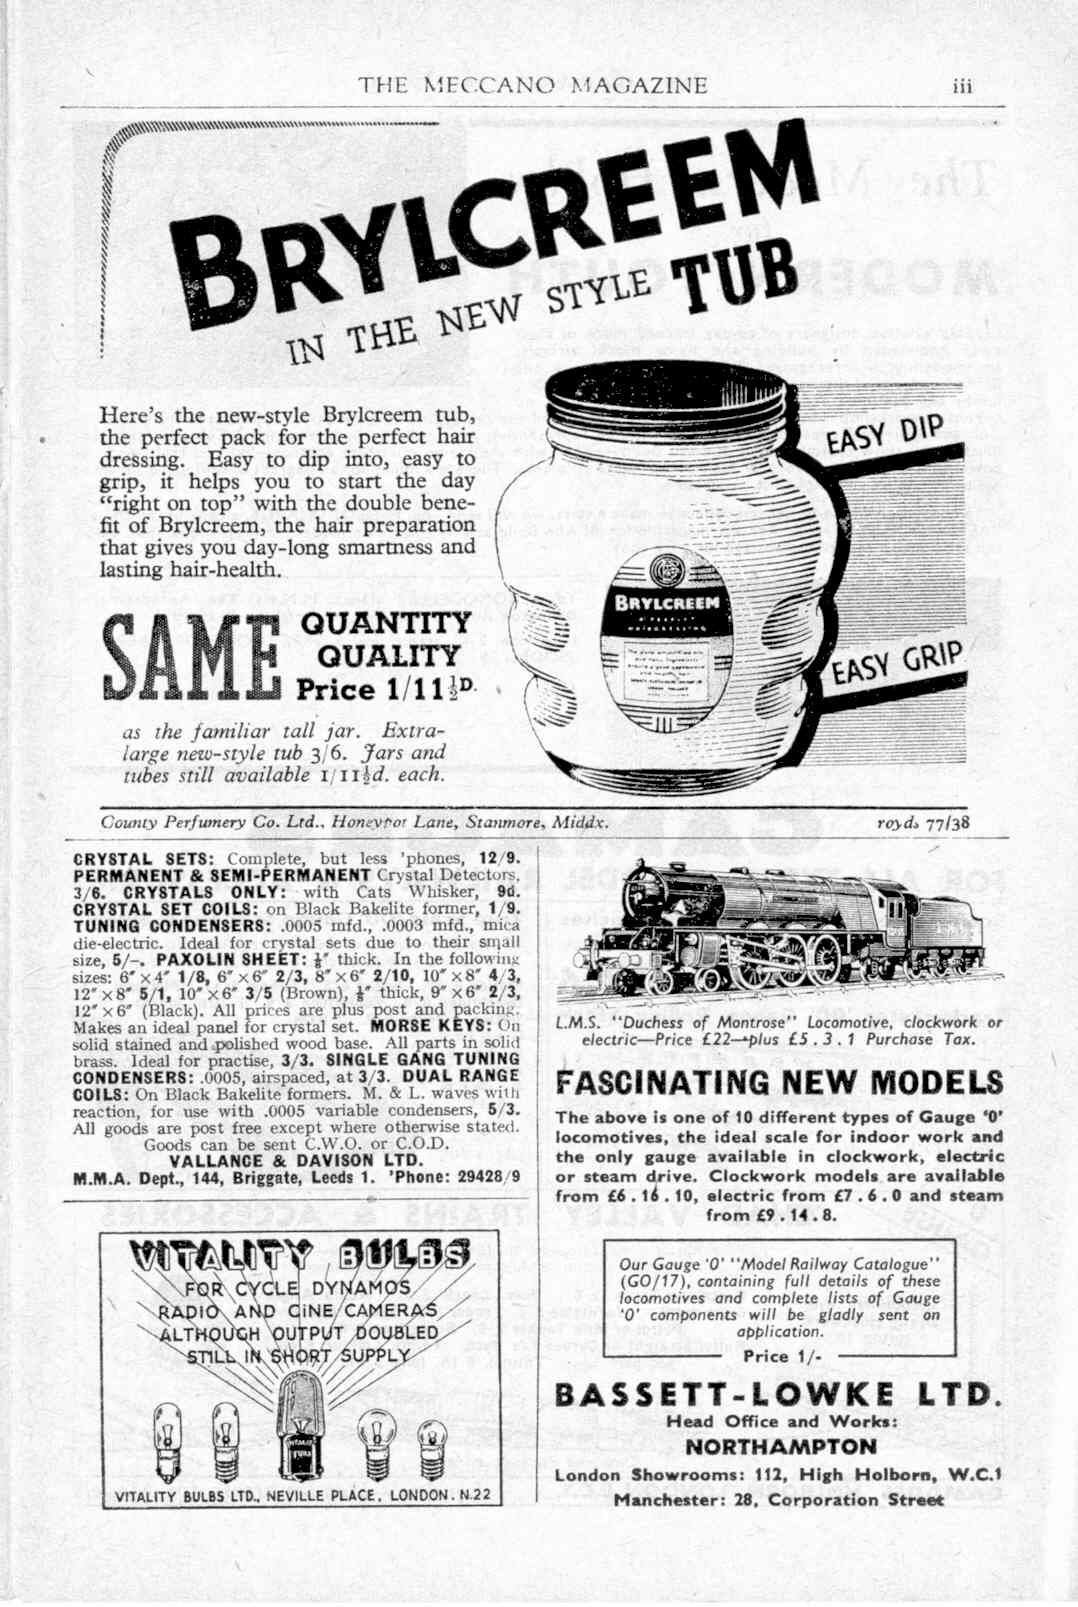 THE MECCANO MAGAZINE
iii
BRYLCREEM
IN THE NEW STYLE TUB
Here's the new-style Brylcreem tub,
the perfect pack for the perfect hair
dressing. Easy to dip into, easy to
grip, it helps you to start the day
"right on top" with the double bene-
fit of Brylcreem, the hair preparation
that gives you day-long smartness and
lasting hair-health.
SAME
QUANTITY
QUALITY
Price 1/11½D.
as the familiar tall jar. Extra-
large new-style tub 3/6. Jars and
tubes still available 1/11½d. each.
EASY DIP
EASY GRIP
BRYLCREEM
County Perfumery Co. Ltd., Honeypot Lane, Stanmore, Middx.
royds 77/38
CRYSTAL SETS: Complete, but less 'phones, 12/9.
PERMANENT & SEMI-PERMANENT Crystal Detectors,
3/6. CRYSTALS ONLY: with Cats Whisker, 9d.
CRYSTAL SET COILS: on Black Bakelite former, 1/9.
TUNING CONDENSERS: .0005 mfd., .0003 mfd., mica
die-electric. Ideal for crystal sets due to their small
size, 5/-. PAXOLIN SHEET: ⅛″ thick. In the following
sizes: 6″ × 4″ 1/8, 6″ × 6″ 2/3, 8″ × 6″ 2/10, 10″ × 8″ 4/3,
12″ × 8″ 5/1, 10″ × 6″ 3/5 (Brown), ⅛″ thick, 9″ × 6″ 2/3,
12″ × 6″ (Black). All prices are plus post and packing.
Makes an ideal panel for crystal set. MORSE KEYS: On
solid stained and polished wood base. All parts in solid
brass. Ideal for practise, 3/3. SINGLE GANG TUNING
CONDENSERS: .0005, airspaced, at 3/3. DUAL RANGE
COILS: On Black Bakelite formers. M. & L. waves with
reaction, for use with .0005 variable condensers, 5/3.
All goods are post free except where otherwise stated.
Goods can be sent C.W.O. or C.O.D.
VALLANCE & DAVISON LTD.
M.M.A. Dept., 144, Briggate, Leeds 1. 'Phone: 29428/9
VITALITY BULBS
FOR CYCLE DYNAMOS
RADIO AND CINE CAMERAS
ALTHOUGH OUTPUT DOUBLED
STILL IN SHORT SUPPLY
VITALITY BULBS LTD., NEVILLE PLACE, LONDON. N.22
L.M.S. "Duchess of Montrose" Locomotive, clockwork or
electric—Price £22—plus £5 . 3 . 1 Purchase Tax.
FASCINATING NEW MODELS
The above is one of 10 different types of Gauge '0'
locomotives, the ideal scale for indoor work and
the only gauge available in clockwork, electric
or steam drive. Clockwork models are available
from £6 . 16 . 10, electric from £7 . 6 . 0 and steam
from £9 . 14 . 8.
Our Gauge '0' "Model Railway Catalogue"
(GO/17), containing full details of these
locomotives and complete lists of Gauge
'0' components will be gladly sent on
application.
Price 1/-
BASSETT-LOWKE LTD.
Head Office and Works:
NORTHAMPTON
London Showrooms: 112, High Holborn, W.C.1
Manchester: 28, Corporation Street